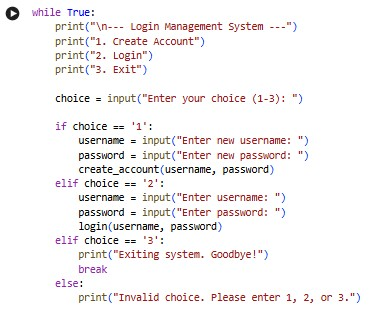 while True:
    print("\n--- Login Management System ---")
    print("1. Create Account")
    print("2. Login")
    print("3. Exit")

    choice = input("Enter your choice (1-3): ")

    if choice == '1':
        username = input("Enter new username: ")
        password = input("Enter new password: ")
        create_account(username, password)
    elif choice == '2':
        username = input("Enter username: ")
        password = input("Enter password: ")
        login(username, password)
    elif choice == '3':
        print("Exiting system. Goodbye!")
        break
    else:
        print("Invalid choice. Please enter 1, 2, or 3.")